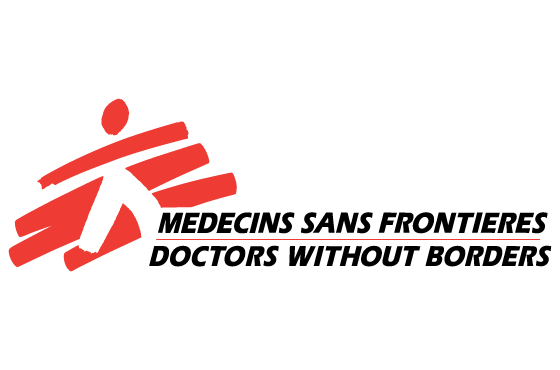 MEDECINS SANS FRONTIERES
DOCTORS WITHOUT BORDERS